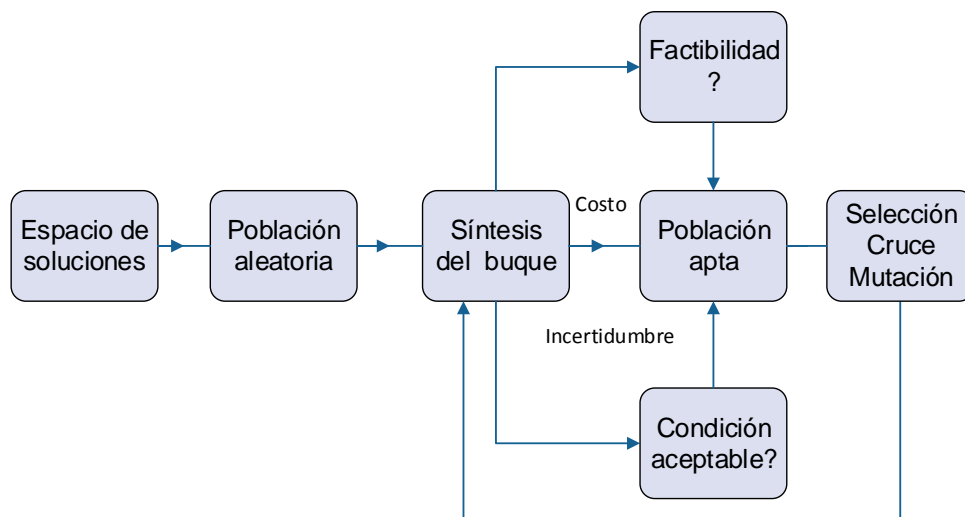 Factibilidad
?
Espacio de
soluciones
Población
aleatoria
Síntesis
del buque
Costo
Población
apta
Selección
Cruce
Mutación
Incertidumbre
Condición
aceptable?